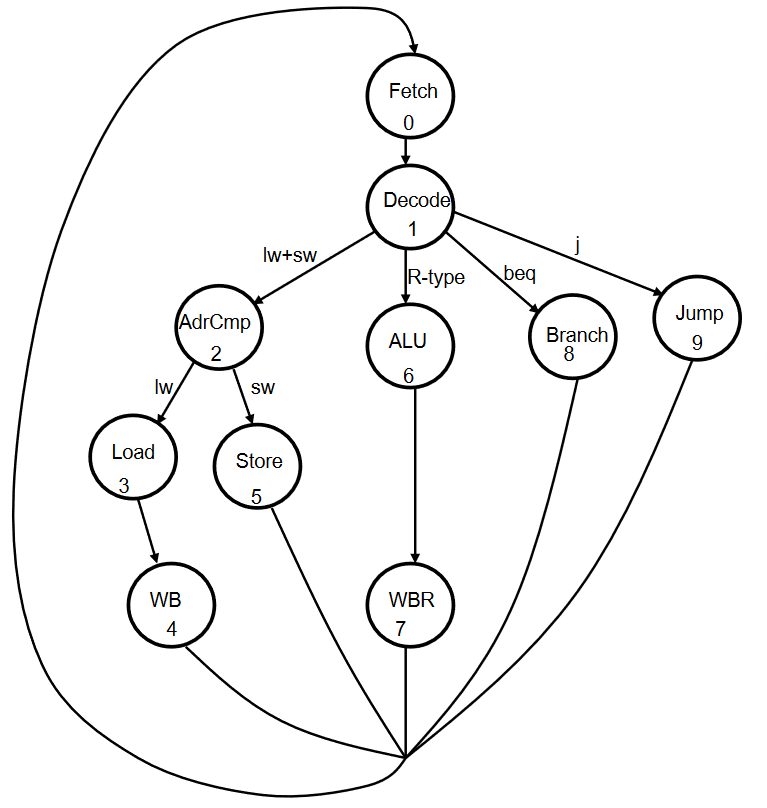 Fetch
0
Decode
1
lw+sw
R-type
beq
j
AdrCmp
2
ALU
6
Branch
8
Jump
9
lw
sw
Load
3
Store
5
WB
4
WBR
7